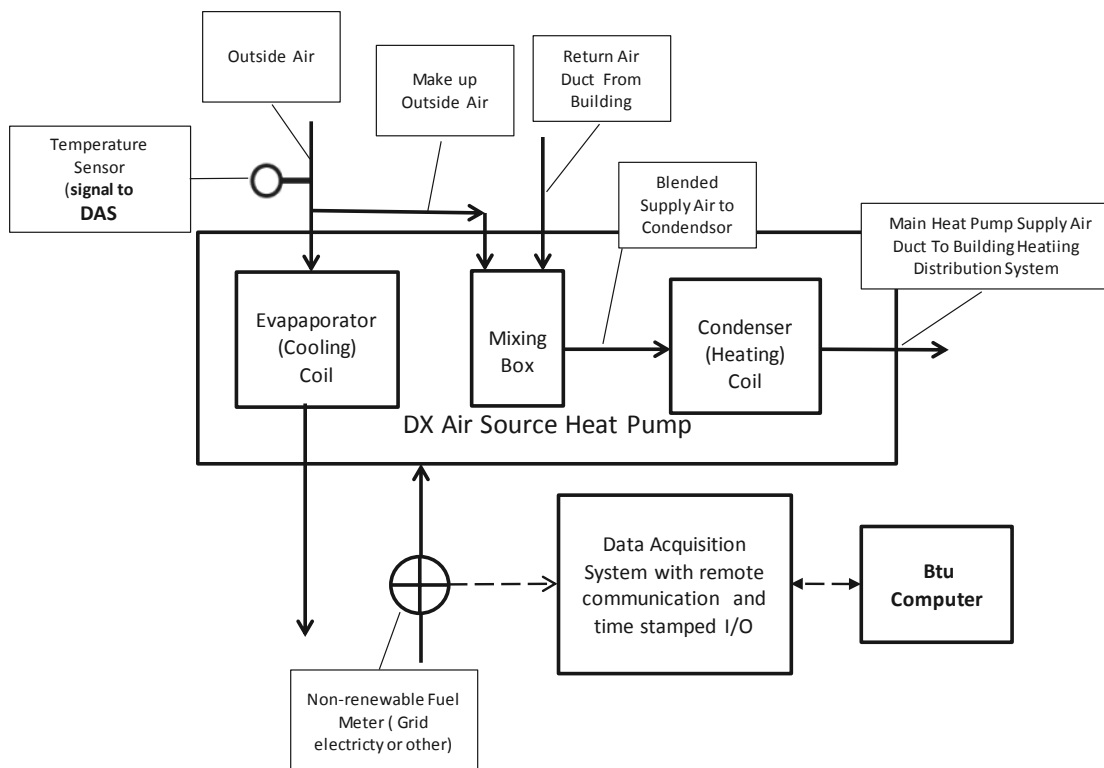 Outside Air
Make up
Outside Air
Return Air
Duct From
Building
Temperature
Sensor
(signal to
DAS
Blended
Supply Air to
Condendsor
Main Heat Pump Supply Air
Duct To Building Heatiing
Distribution System
Evapaporator
(Cooling)
Coil
Mixing
Box
Condenser
(Heating)
Coil
DX Air Source Heat Pump
Data Acquisition
System with remote
communication and
time stamped I/O
Btu
Computer
Non-renewable Fuel
Meter ( Grid
electricty or other)